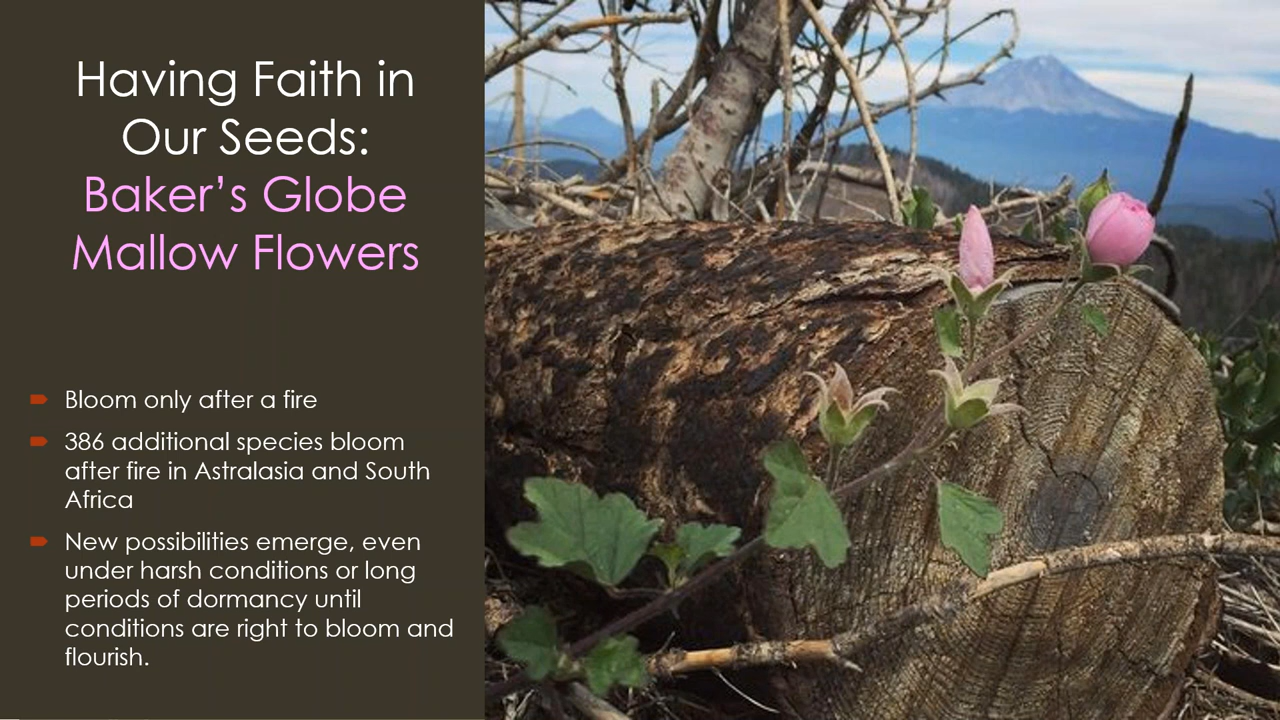 Having Faith in
Our Seeds:
Baker’s Globe
Mallow Flowers
Bloom only after a fire
386 additional species bloom
after fire in Astralasia and South
Africa
New possibilities emerge, even
under harsh conditions or long
periods of dormancy until
conditions are right to bloom and
flourish.